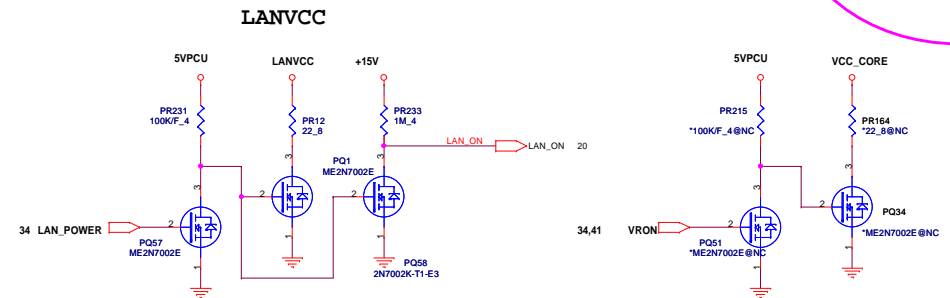 LANVCC
5VPCU
LANVCC
+15V
5VPCU
VCC_CORE
PR231
100K/F_4
PR12
22_8
PR233
1M_4
PR215
*100K/F_4@NC
PR164
*22_8@NC
LAN_ON
LAN_ON 20
PQ1
ME2N7002E
3
3
3
3
3
2
2
2
2
2
34 LAN_POWER
PQ57
ME2N7002E
1
1
1
PQ58
2N7002K-T1-E3
34,41 VRON
PQ51
*ME2N7002E@NC
PQ34
*ME2N7002E@NC
1
1